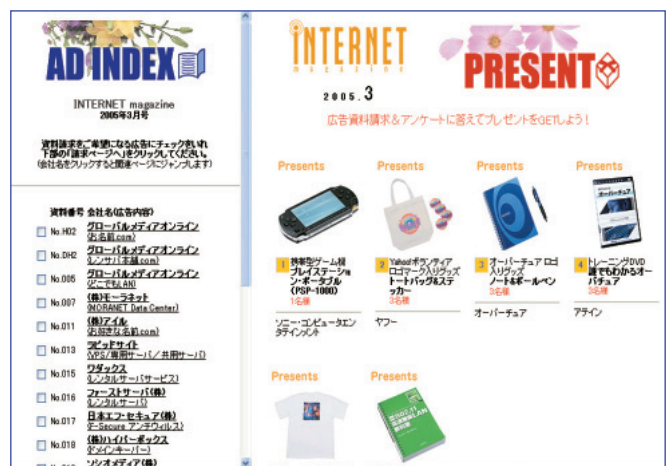 AD INDEX
INTERNET magazine
2005年3月号
資料請求をご希望になる広告にチェックをいれ
下部の「請求ページへ」をクリックしてください。
(会社名をクリックすると関連ページにジャンプします)
資料番号 会社名(広告内容)
No.H02 グローバルメディアオンライン
(お名前.com)
No.DH2 グローバルメディアオンライン
(レンサバ本舗.com)
No.005 グローバルメディアオンライン
(どこでもLAN)
No.007 (株)モーラネット
(MORANET Data Center)
No.011 (株)アイル
(お好きな名前.com)
No.013 ラピッドサイト
(VPS/専用サーバ/共用サーバ)
No.015 ワダックス
(レンタルサーバサービス)
No.016 ファーストサーバ(株)
(レンタルサーバ)
No.017 日本エフ・セキュア(株)
(F-Secure アンチウィルス)
No.018 (株)ハイパーボックス
(ドメインキーパー)
ソシオメディア(株)
INTERNET
magazine
2005.3
PRESENT
広告資料請求&アンケートに答えてプレゼントをGETしよう!
Presents
1 携帯型ゲーム機
プレイステーショ
ン・ポータブル
(PSP-1000)
1名様
ソニー・コンピュータエン
タテインメント
Presents
2 Yahoo!ボランティア
ロゴマーク入りグッズ
トートバッグ&ステ
ッカー
3名様
ヤフー
Presents
3 オーバーチュア ロゴ
入りグッズ
ノート&ボールペン
3名様
オーバーチュア
Presents
オーバーチュア
4 トレーニングDVD
誰でもわかるオー
バチュア
3名様
アテイン
Presents
Presents